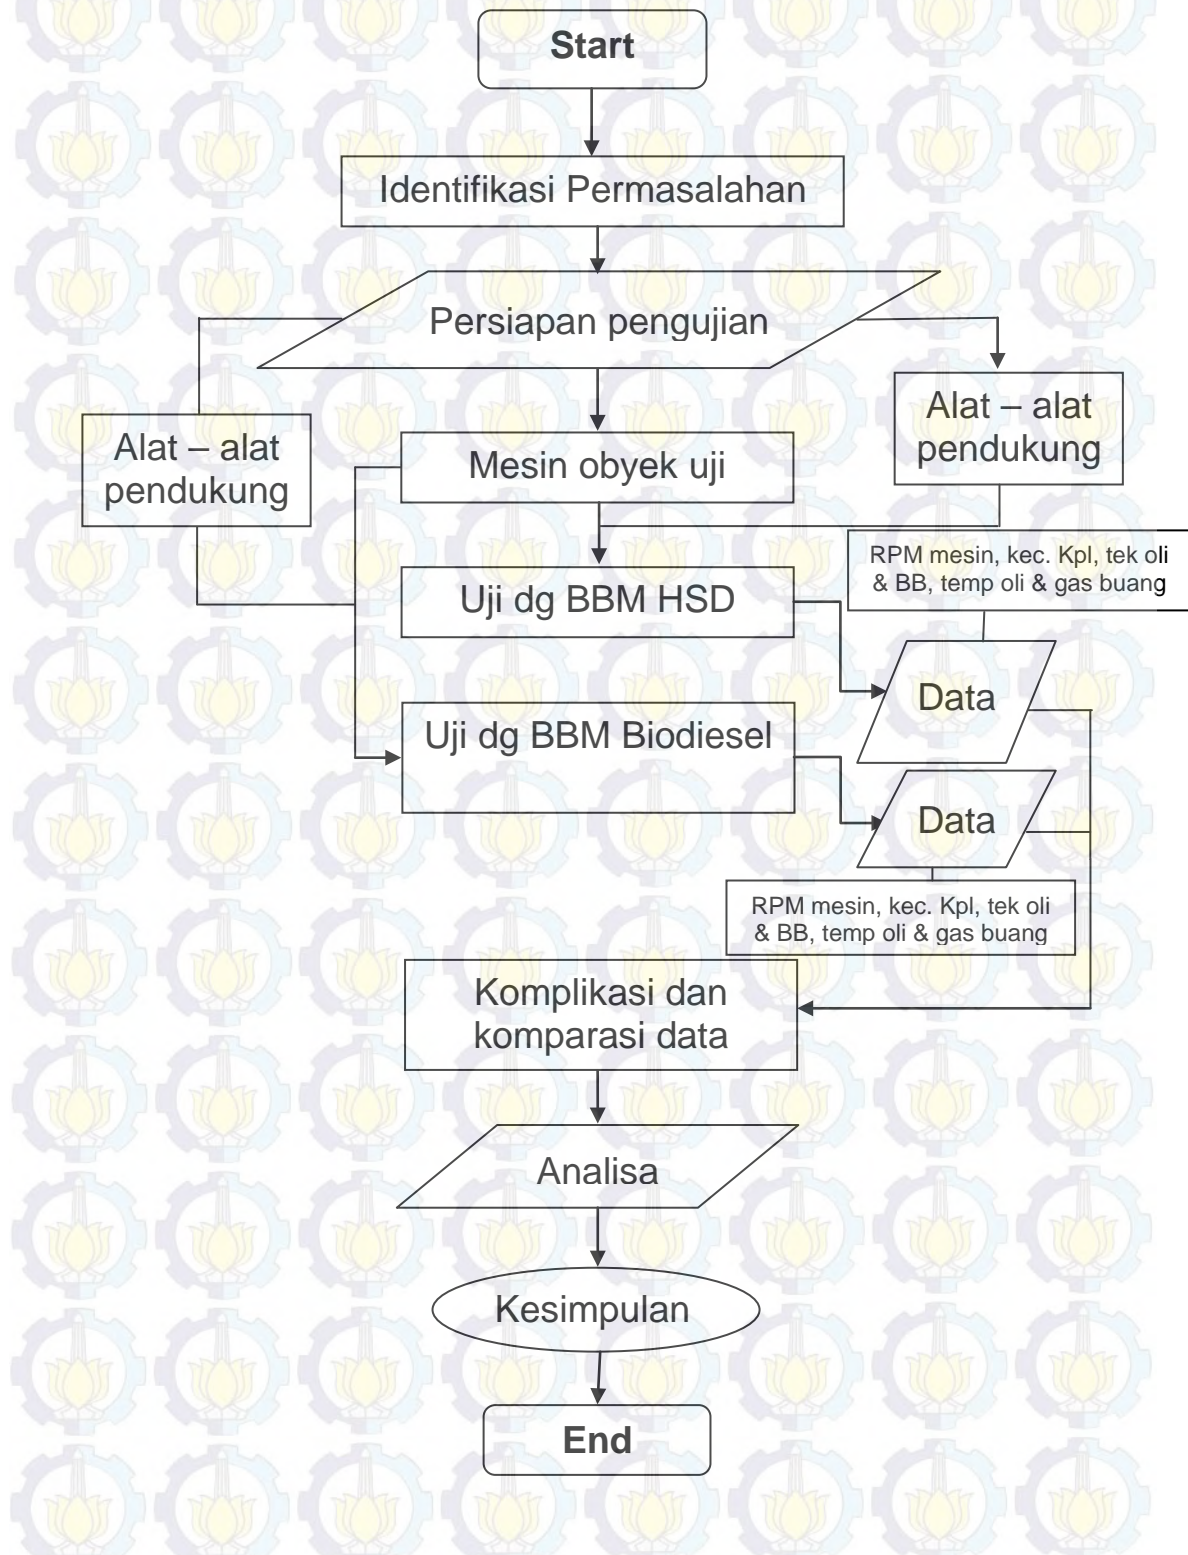 Start
Identifikasi Permasalahan
Persiapan pengujian
Alat – alat
pendukung
Mesin obyek uji
Alat – alat
pendukung
RPM mesin, kec. Kpl, tek oli
& BB, temp oli & gas buang
Uji dg BBM HSD
Data
Uji dg BBM Biodiesel
Data
RPM mesin, kec. Kpl, tek oli
& BB, temp oli & gas buang
Komplikasi dan
komparasi data
Analisa
Kesimpulan
End